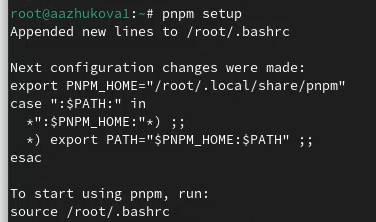 root@aazhukova1:~# pnpm setup
Appended new lines to /root/.bashrc
Next configuration changes were made:
export PNPM_HOME="/root/.local/share/pnpm"
case ":$PATH:" in
  *":$PNPM_HOME:"*) ;;
  *) export PATH="$PNPM_HOME:$PATH" ;;
esac
To start using pnpm, run:
source /root/.bashrc